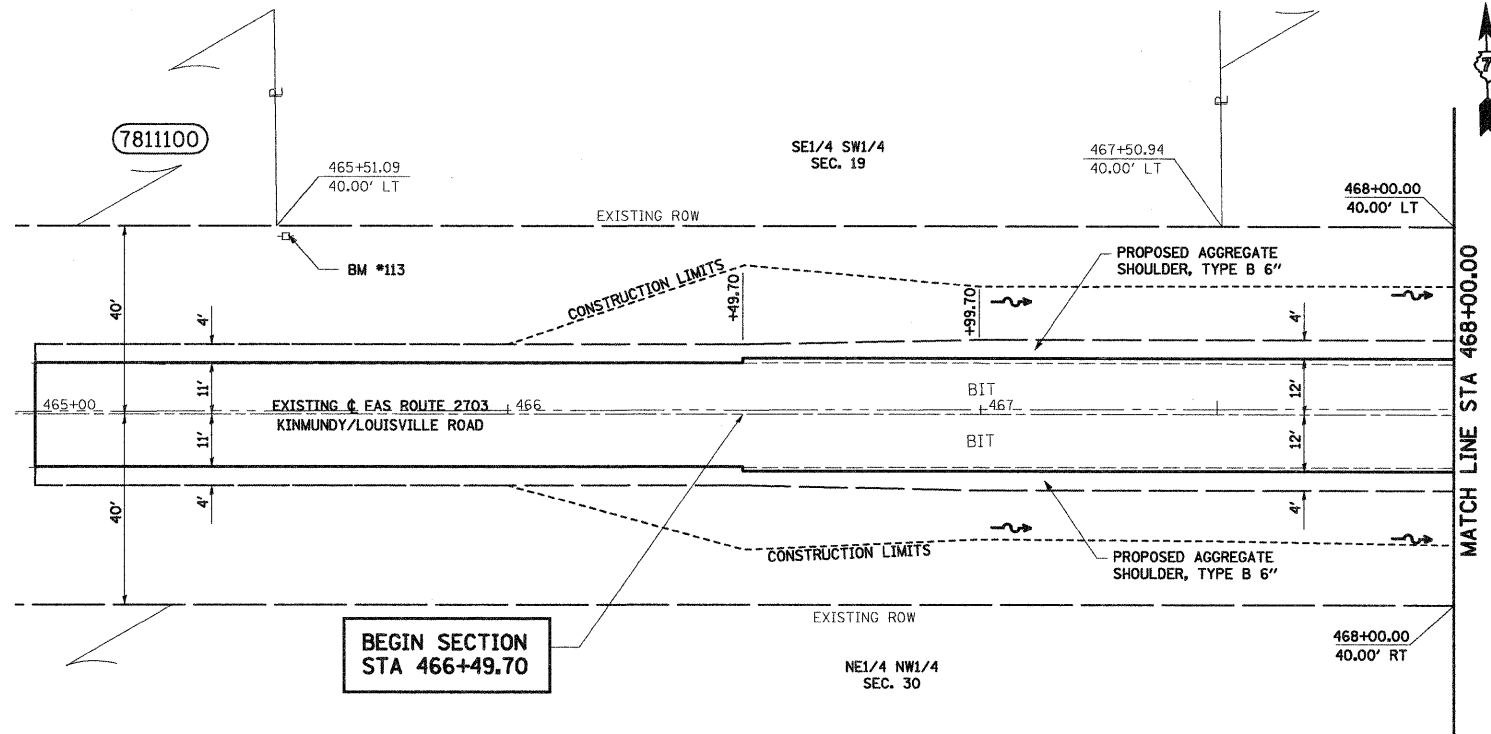 7811100
465+51.09
40.00' LT
SE1/4 SW1/4
SEC. 19
467+50.94
40.00' LT
468+00.00
40.00' LT
7
EXISTING ROW
BM #113
CONSTRUCTION LIMITS
+49.70
+99.70
PROPOSED AGGREGATE
SHOULDER, TYPE B 6"
40'
4'
4'
11'
12'
BIT
465+00
EXISTING ℄ FAS ROUTE 2703
466
467
KINMUNDY/LOUISVILLE ROAD
BIT
11'
12'
40'
4'
4'
MATCH LINE STA 468+00.00
CONSTRUCTION LIMITS
PROPOSED AGGREGATE
SHOULDER, TYPE B 6"
EXISTING ROW
BEGIN SECTION
STA 466+49.70
NE1/4 NW1/4
SEC. 30
468+00.00
40.00' RT